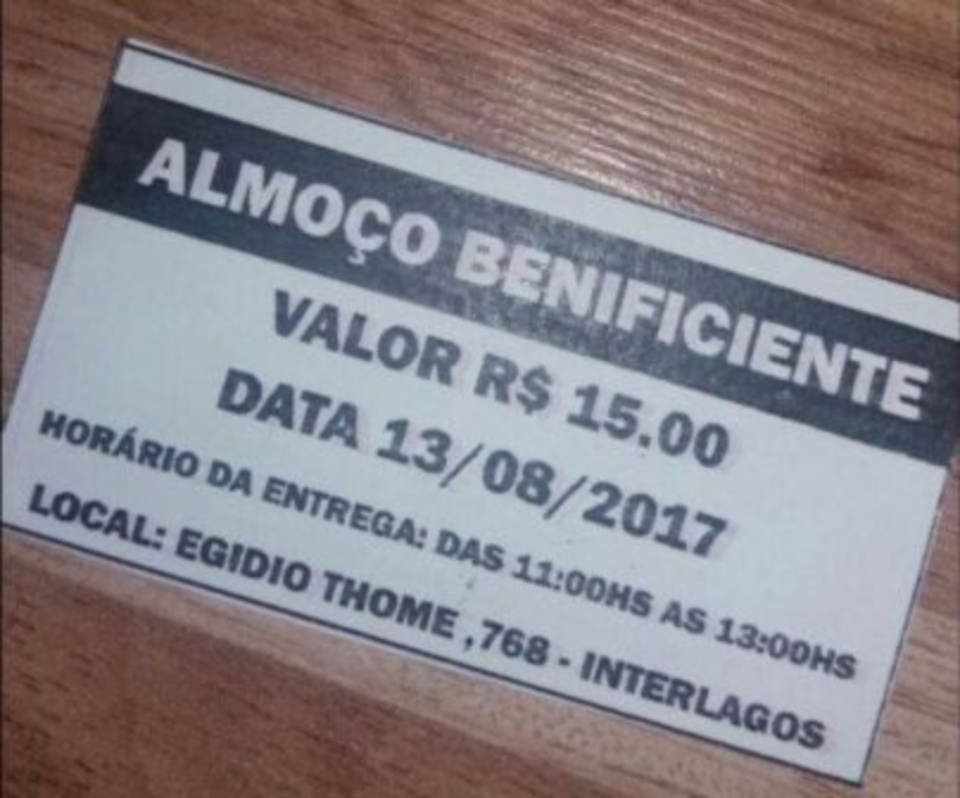 ALMOÇO BENIFICIENTE
VALOR R$ 15.00
DATA 13/08/2017
HORÁRIO DA ENTREGA: DAS 11:00HS AS 13:00HS
LOCAL: EGIDIO THOME ,768 - INTERLAGOS